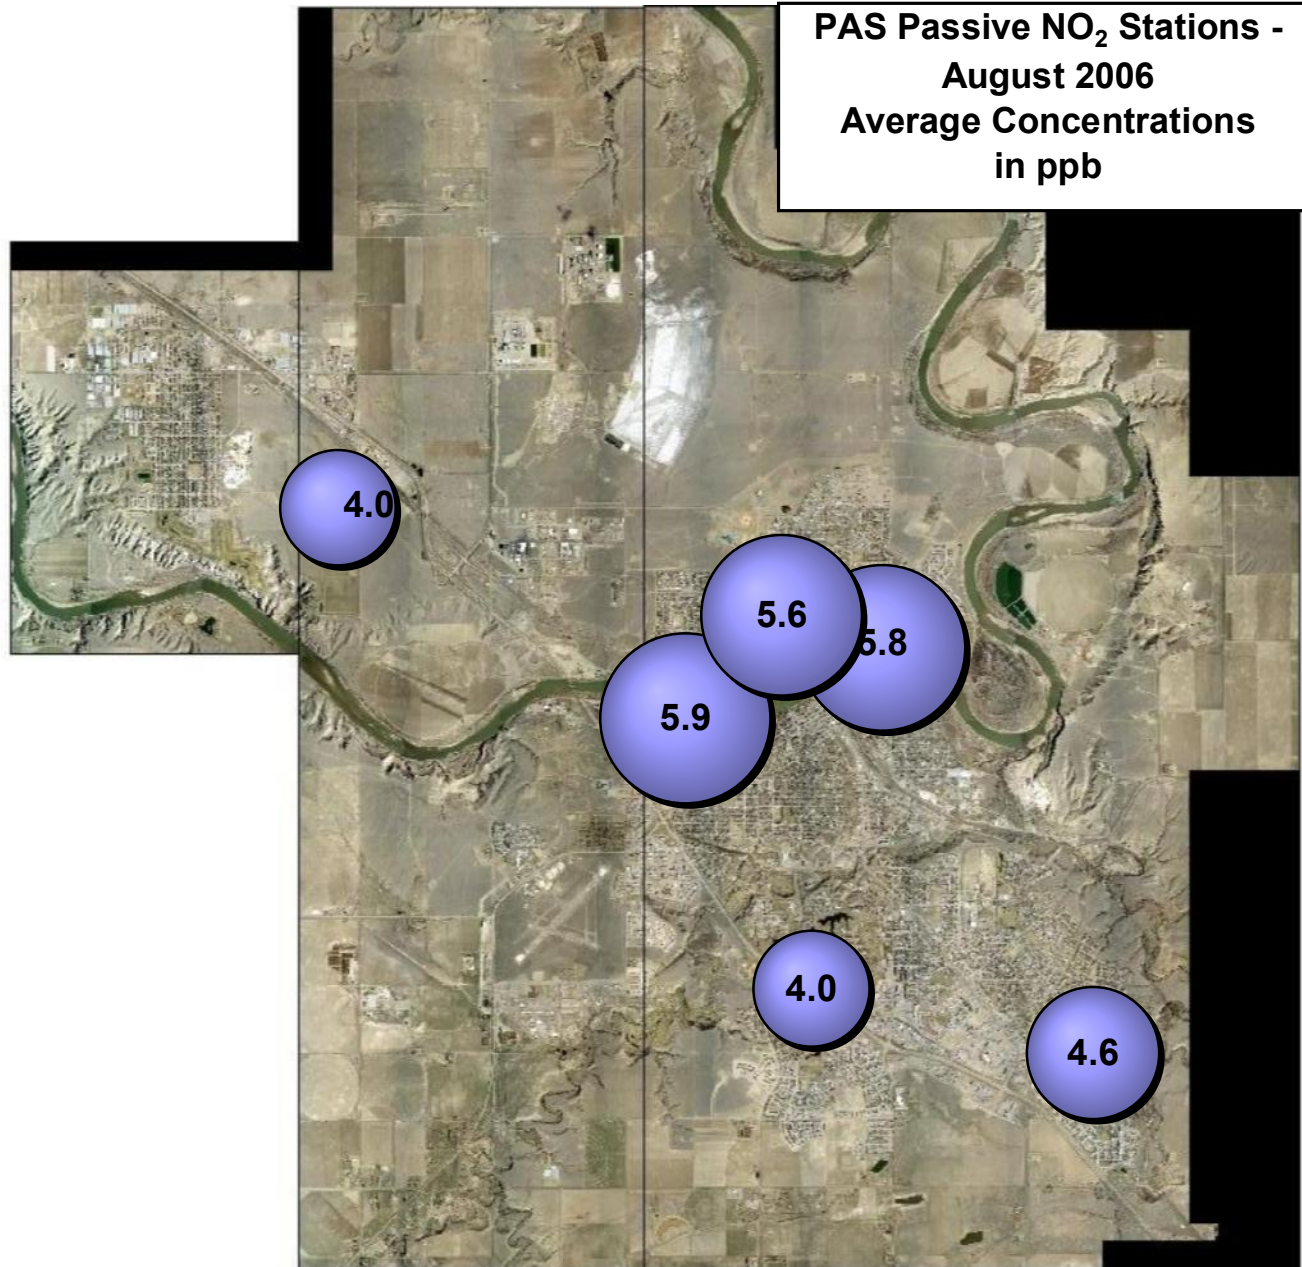 PAS Passive NO₂ Stations -
August 2006
Average Concentrations
in ppb
4.0
5.6
5.8
5.9
4.0
4.6